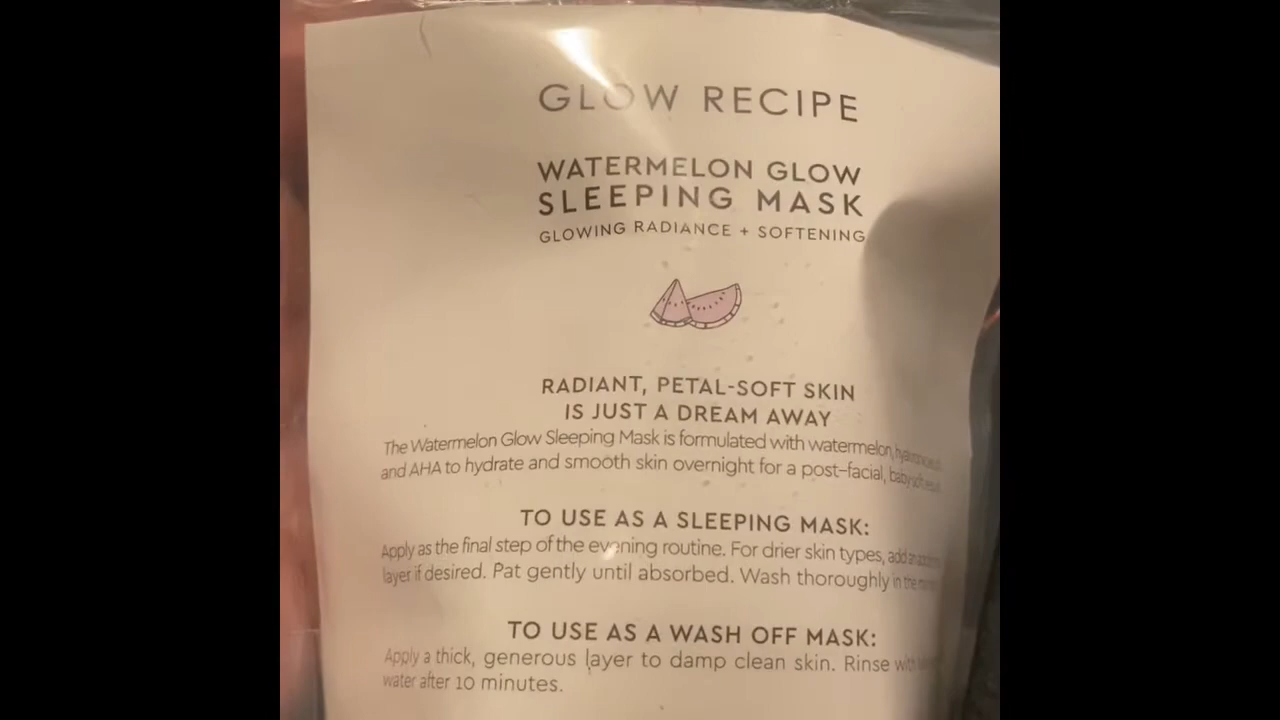 GLOW RECIPE
WATERMELON GLOW
SLEEPING MASK
GLOWING RADIANCE + SOFTENING
RADIANT, PETAL-SOFT SKIN
IS JUST A DREAM AWAY
The Watermelon Glow Sleeping Mask is formulated with watermelon,
and AHA to hydrate and smooth skin overnight for a post-facial,
TO USE AS A SLEEPING MASK:
Apply as the final step of the evening routine. For drier skin types, add
layer if desired. Pat gently until absorbed. Wash thoroughly in the
TO USE AS A WASH OFF MASK:
Apply a thick, generous layer to damp clean skin. Rinse with
water after 10 minutes.